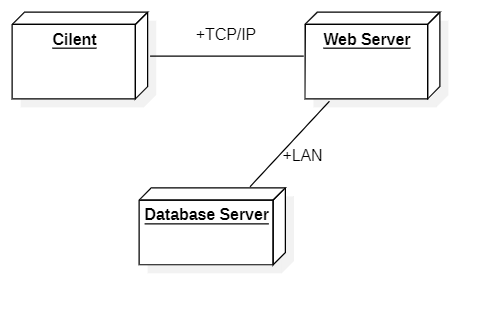 Cilent
+TCP/IP
Web Server
+LAN
Database Server